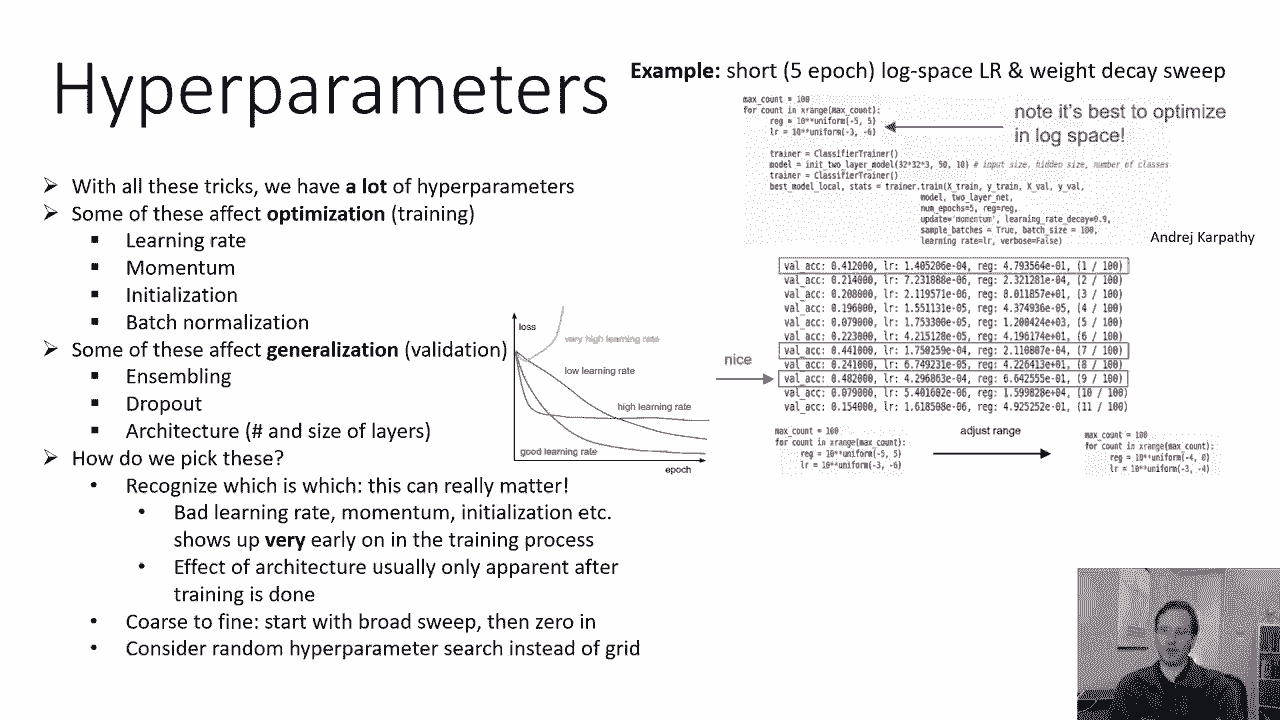 Hyperparameters
➢ With all these tricks, we have a lot of hyperparameters
➢ Some of these affect optimization (training)
▪ Learning rate
▪ Momentum
▪ Initialization
▪ Batch normalization
➢ Some of these affect generalization (validation)
▪ Ensembling
▪ Dropout
▪ Architecture (# and size of layers)
➢ How do we pick these?
• Recognize which is which: this can really matter!
• Bad learning rate, momentum, initialization etc.
shows up very early on in the training process
• Effect of architecture usually only apparent after
training is done
• Coarse to fine: start with broad sweep, then zero in
• Consider random hyperparameter search instead of grid
loss
very high learning rate
low learning rate
high learning rate
good learning rate
epoch
Example: short (5 epoch) log-space LR & weight decay sweep
max_count = 100
for count in xrange(max_count):
reg = 10**uniform(-5, 5)
lr = 10**uniform(-3, -6)
note it's best to optimize
in log space!
trainer = ClassifierTrainer()
model = init_two_layer_model(32*32*3, 50, 10) # input size, hidden size, number of classes
trainer = ClassifierTrainer()
best_model_local, stats = trainer.train(X_train, y_train, X_val, y_val,
model, two_layer_net,
num_epochs=5, reg=reg,
update='momentum', learning_rate_decay=0.9,
sample_batches = True, batch_size = 100,
learning_rate=lr, verbose=False)
Andrej Karpathy
val_acc: 0.412000, lr: 1.405206e-04, reg: 4.793564e-01, (1 / 100)
val_acc: 0.214000, lr: 7.231888e-06, reg: 2.321281e-04, (2 / 100)
val_acc: 0.208000, lr: 2.119571e-06, reg: 8.011857e+01, (3 / 100)
val_acc: 0.196000, lr: 1.551131e-05, reg: 4.374936e-05, (4 / 100)
val_acc: 0.079000, lr: 1.753300e-05, reg: 1.200424e+03, (5 / 100)
val_acc: 0.223000, lr: 4.215128e-05, reg: 4.196174e+01, (6 / 100)
val_acc: 0.441000, lr: 1.750259e-04, reg: 2.110807e-04, (7 / 100)
val_acc: 0.241000, lr: 6.749231e-05, reg: 4.226413e+01, (8 / 100)
val_acc: 0.482000, lr: 4.296863e-04, reg: 6.642555e-01, (9 / 100)
val_acc: 0.079000, lr: 5.401602e-06, reg: 1.599828e+04, (10 / 100)
val_acc: 0.154000, lr: 1.618508e-06, reg: 4.925252e-01, (11 / 100)
nice
max_count = 100
for count in xrange(max_count):
reg = 10**uniform(-5, 5)
lr = 10**uniform(-3, -6)
adjust range
max_count = 100
for count in xrange(max_count):
reg = 10**uniform(-4, 0)
lr = 10**uniform(-3, -4)